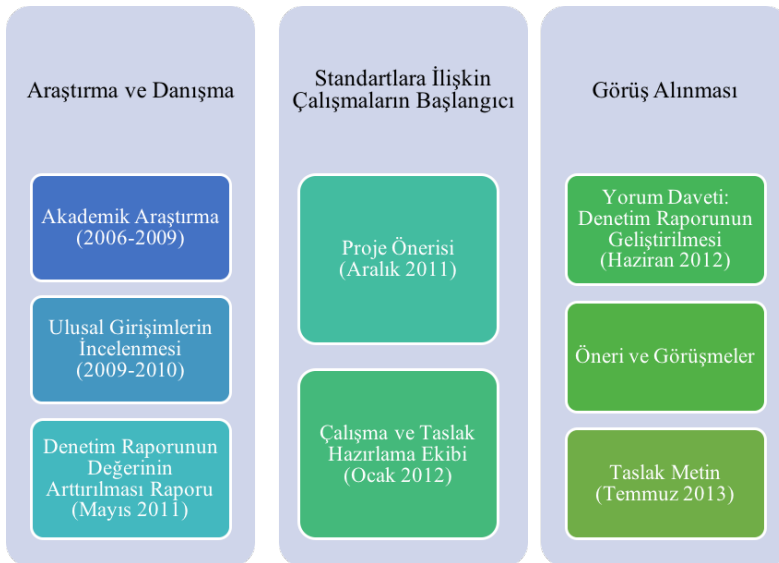 Araştırma ve Danışma
Akademik Araştırma
(2006-2009)
Ulusal Girişimlerin
İncelenmesi
(2009-2010)
Denetim Raporunun
Değerinin
Arttırılması Raporu
(Mayıs 2011)
Standartlara İlişkin
Çalışmaların Başlangıcı
Proje Önerisi
(Aralık 2011)
Çalışma ve Taslak
Hazırlama Ekibi
(Ocak 2012)
Görüş Alınması
Yorum Daveti:
Denetim Raporunun
Geliştirilmesi
(Haziran 2012)
Öneri ve Görüşmeler
Taslak Metin
(Temmuz 2013)